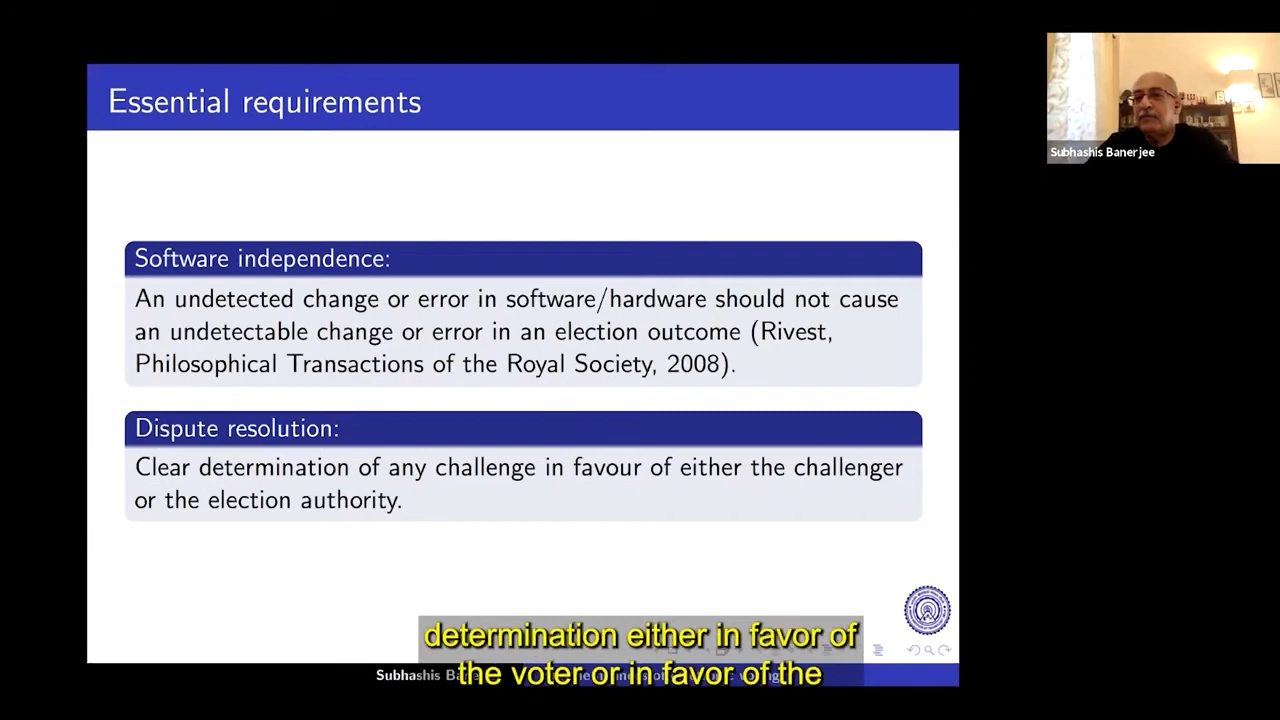 Essential requirements
Subhashis Banerjee
Software independence:
An undetected change or error in software/hardware should not cause
an undetectable change or error in an election outcome (Rivest,
Philosophical Transactions of the Royal Society, 2008).
Dispute resolution:
Clear determination of any challenge in favour of either the challenger
or the election authority.
determination either in favor of
the voter or in favor of the
Subhashis